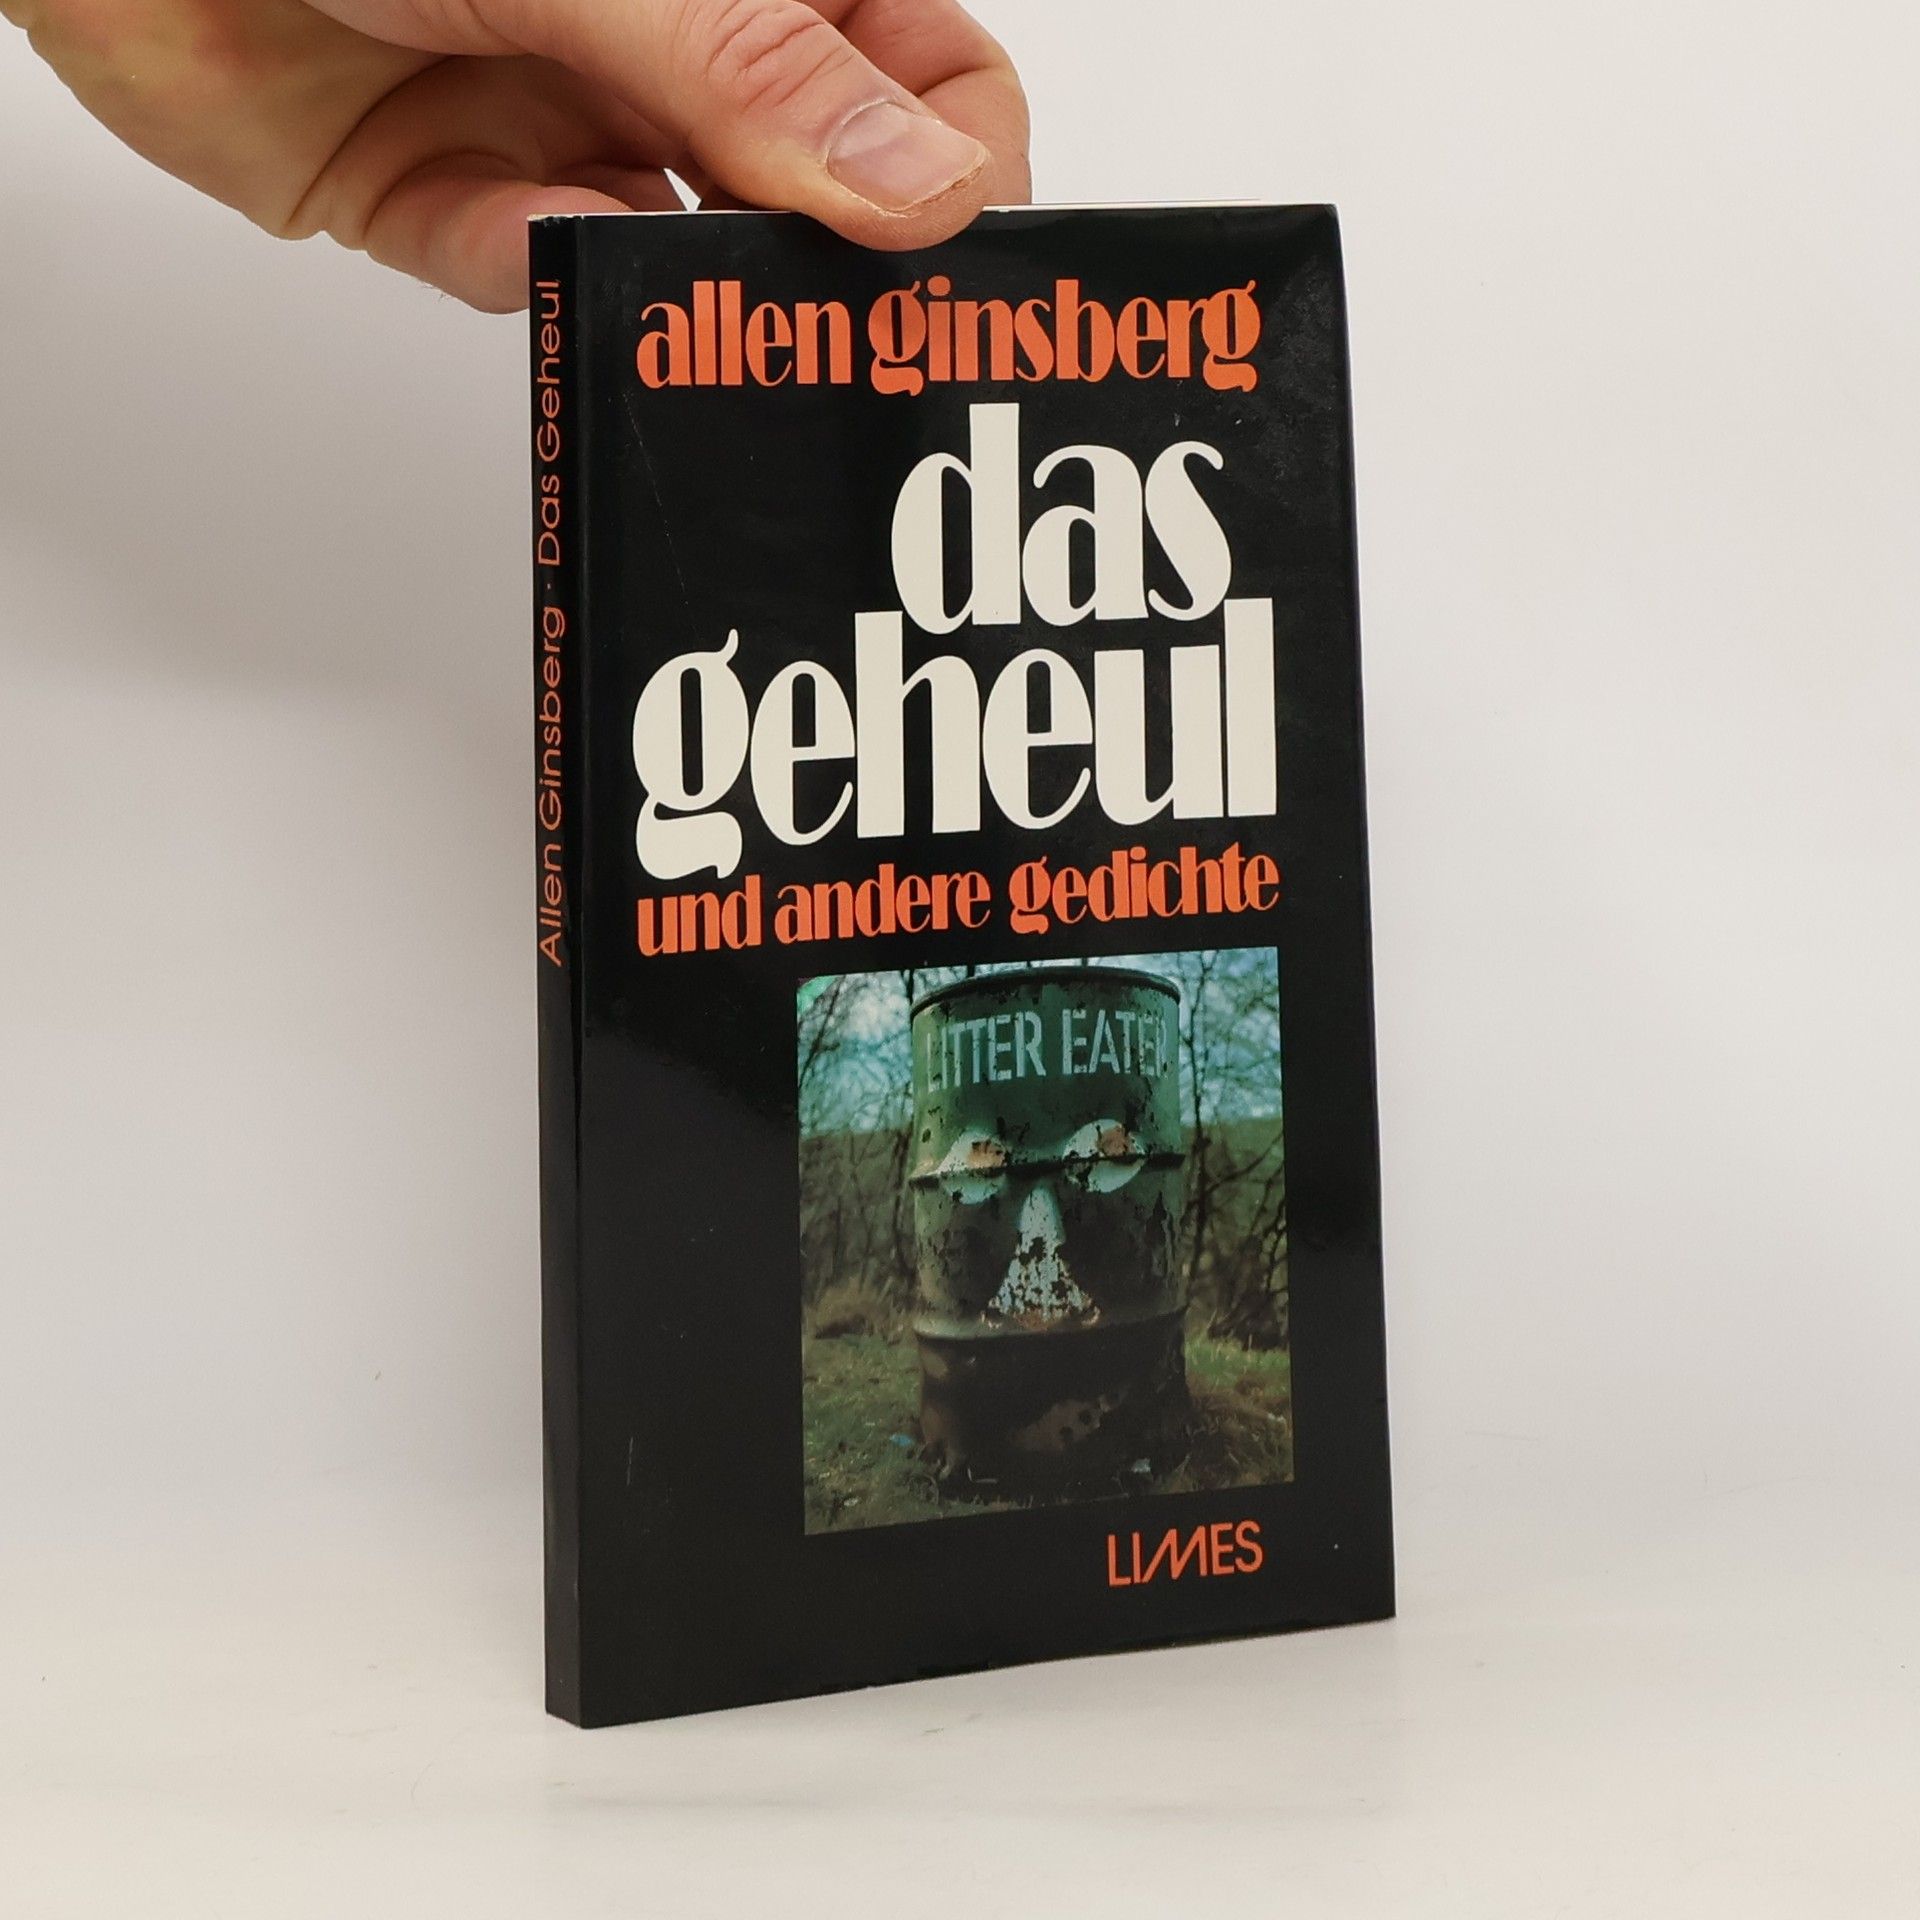 Allen Ginsberg · Das Geheul
allen ginsberg
das
geheul
und andere gedichte
LITTER EATER
LIMES